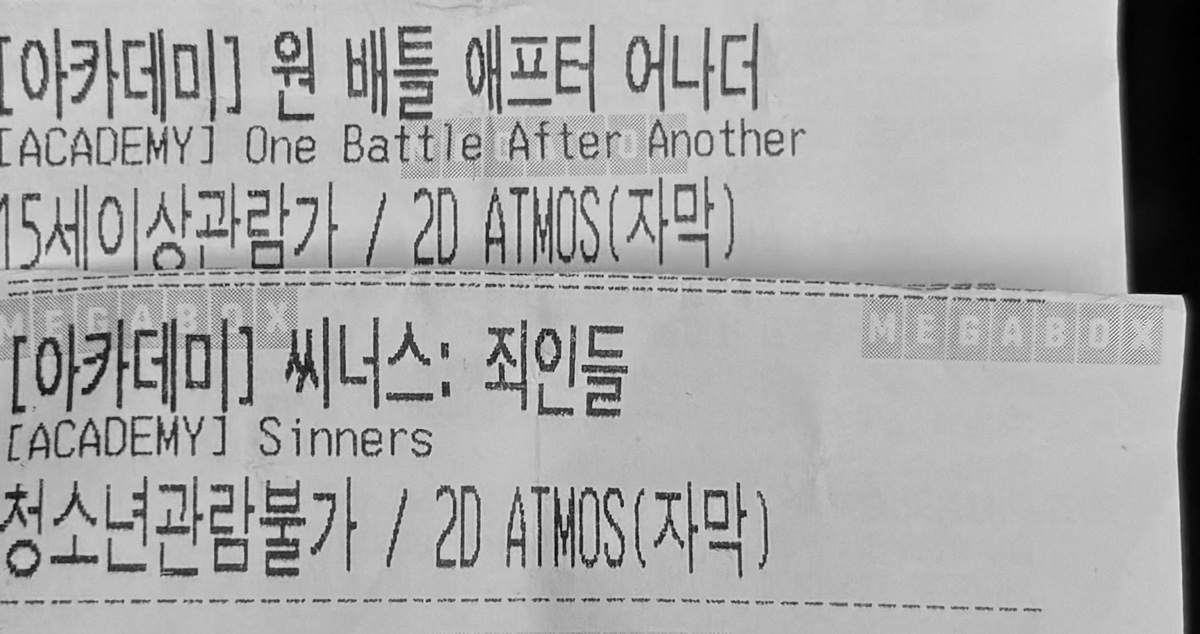 [아카데미] 원 배틀 애프터 어나더
[ACADEMY] One Battle After Another
15세이상관람가 / 2D ATMOS(자막)
MEGABOX MEGABOX
[아카데미] 씨너스: 죄인들
[ACADEMY] Sinners
청소년관람불가 / 2D ATMOS(자막)